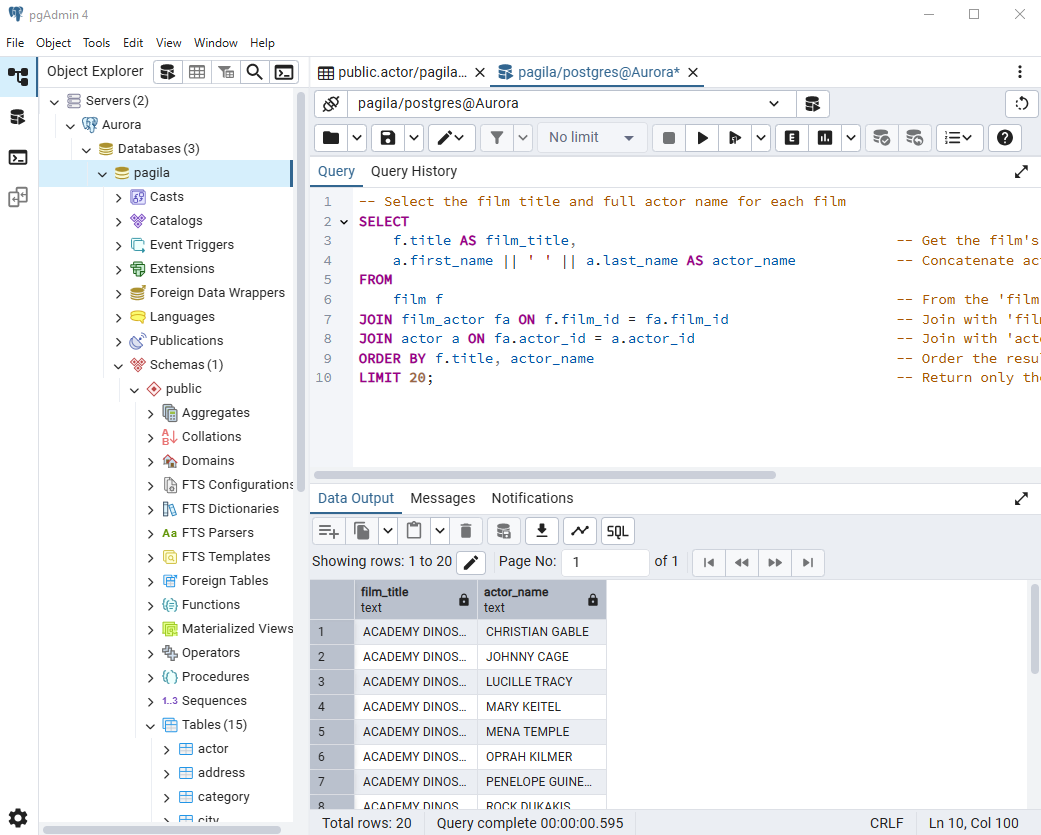 pgAdmin 4
File Object Tools Edit View Window Help
Object Explorer
Servers (2)
Aurora
Databases (3)
pagila
Casts
Catalogs
Event Triggers
Extensions
Foreign Data Wrappers
Languages
Publications
Schemas (1)
public
Aggregates
Collations
Domains
FTS Configurations
FTS Dictionaries
Aa FTS Parsers
FTS Templates
Foreign Tables
Functions
Materialized Views
Operators
Procedures
1..3 Sequences
Tables (15)
actor
address
category
city
public.actor/pagila... pagila/postgres@Aurora*
pagila/postgres@Aurora
No limit E
Query Query History
1 -- Select the film title and full actor name for each film
2 SELECT
3 f.title AS film_title, -- Get the film's
4 a.first_name || ' ' || a.last_name AS actor_name -- Concatenate ac
5 FROM
6 film f -- From the 'film
7 JOIN film_actor fa ON f.film_id = fa.film_id -- Join with 'fil
8 JOIN actor a ON fa.actor_id = a.actor_id -- Join with 'act
9 ORDER BY f.title, actor_name -- Order the resu
10 LIMIT 20; -- Return only th
Data Output Messages Notifications
SQL
Showing rows: 1 to 20 Page No: 1 of 1
film_title actor_name
text text
1 ACADEMY DINOS... CHRISTIAN GABLE
2 ACADEMY DINOS... JOHNNY CAGE
3 ACADEMY DINOS... LUCILLE TRACY
4 ACADEMY DINOS... MARY KEITEL
5 ACADEMY DINOS... MENA TEMPLE
6 ACADEMY DINOS... OPRAH KILMER
7 ACADEMY DINOS... PENELOPE GUINE...
8 ACADEMY DINOS... ROCK DUKAKIS
Total rows: 20 Query complete 00:00:00.595 CRLF Ln 10, Col 100